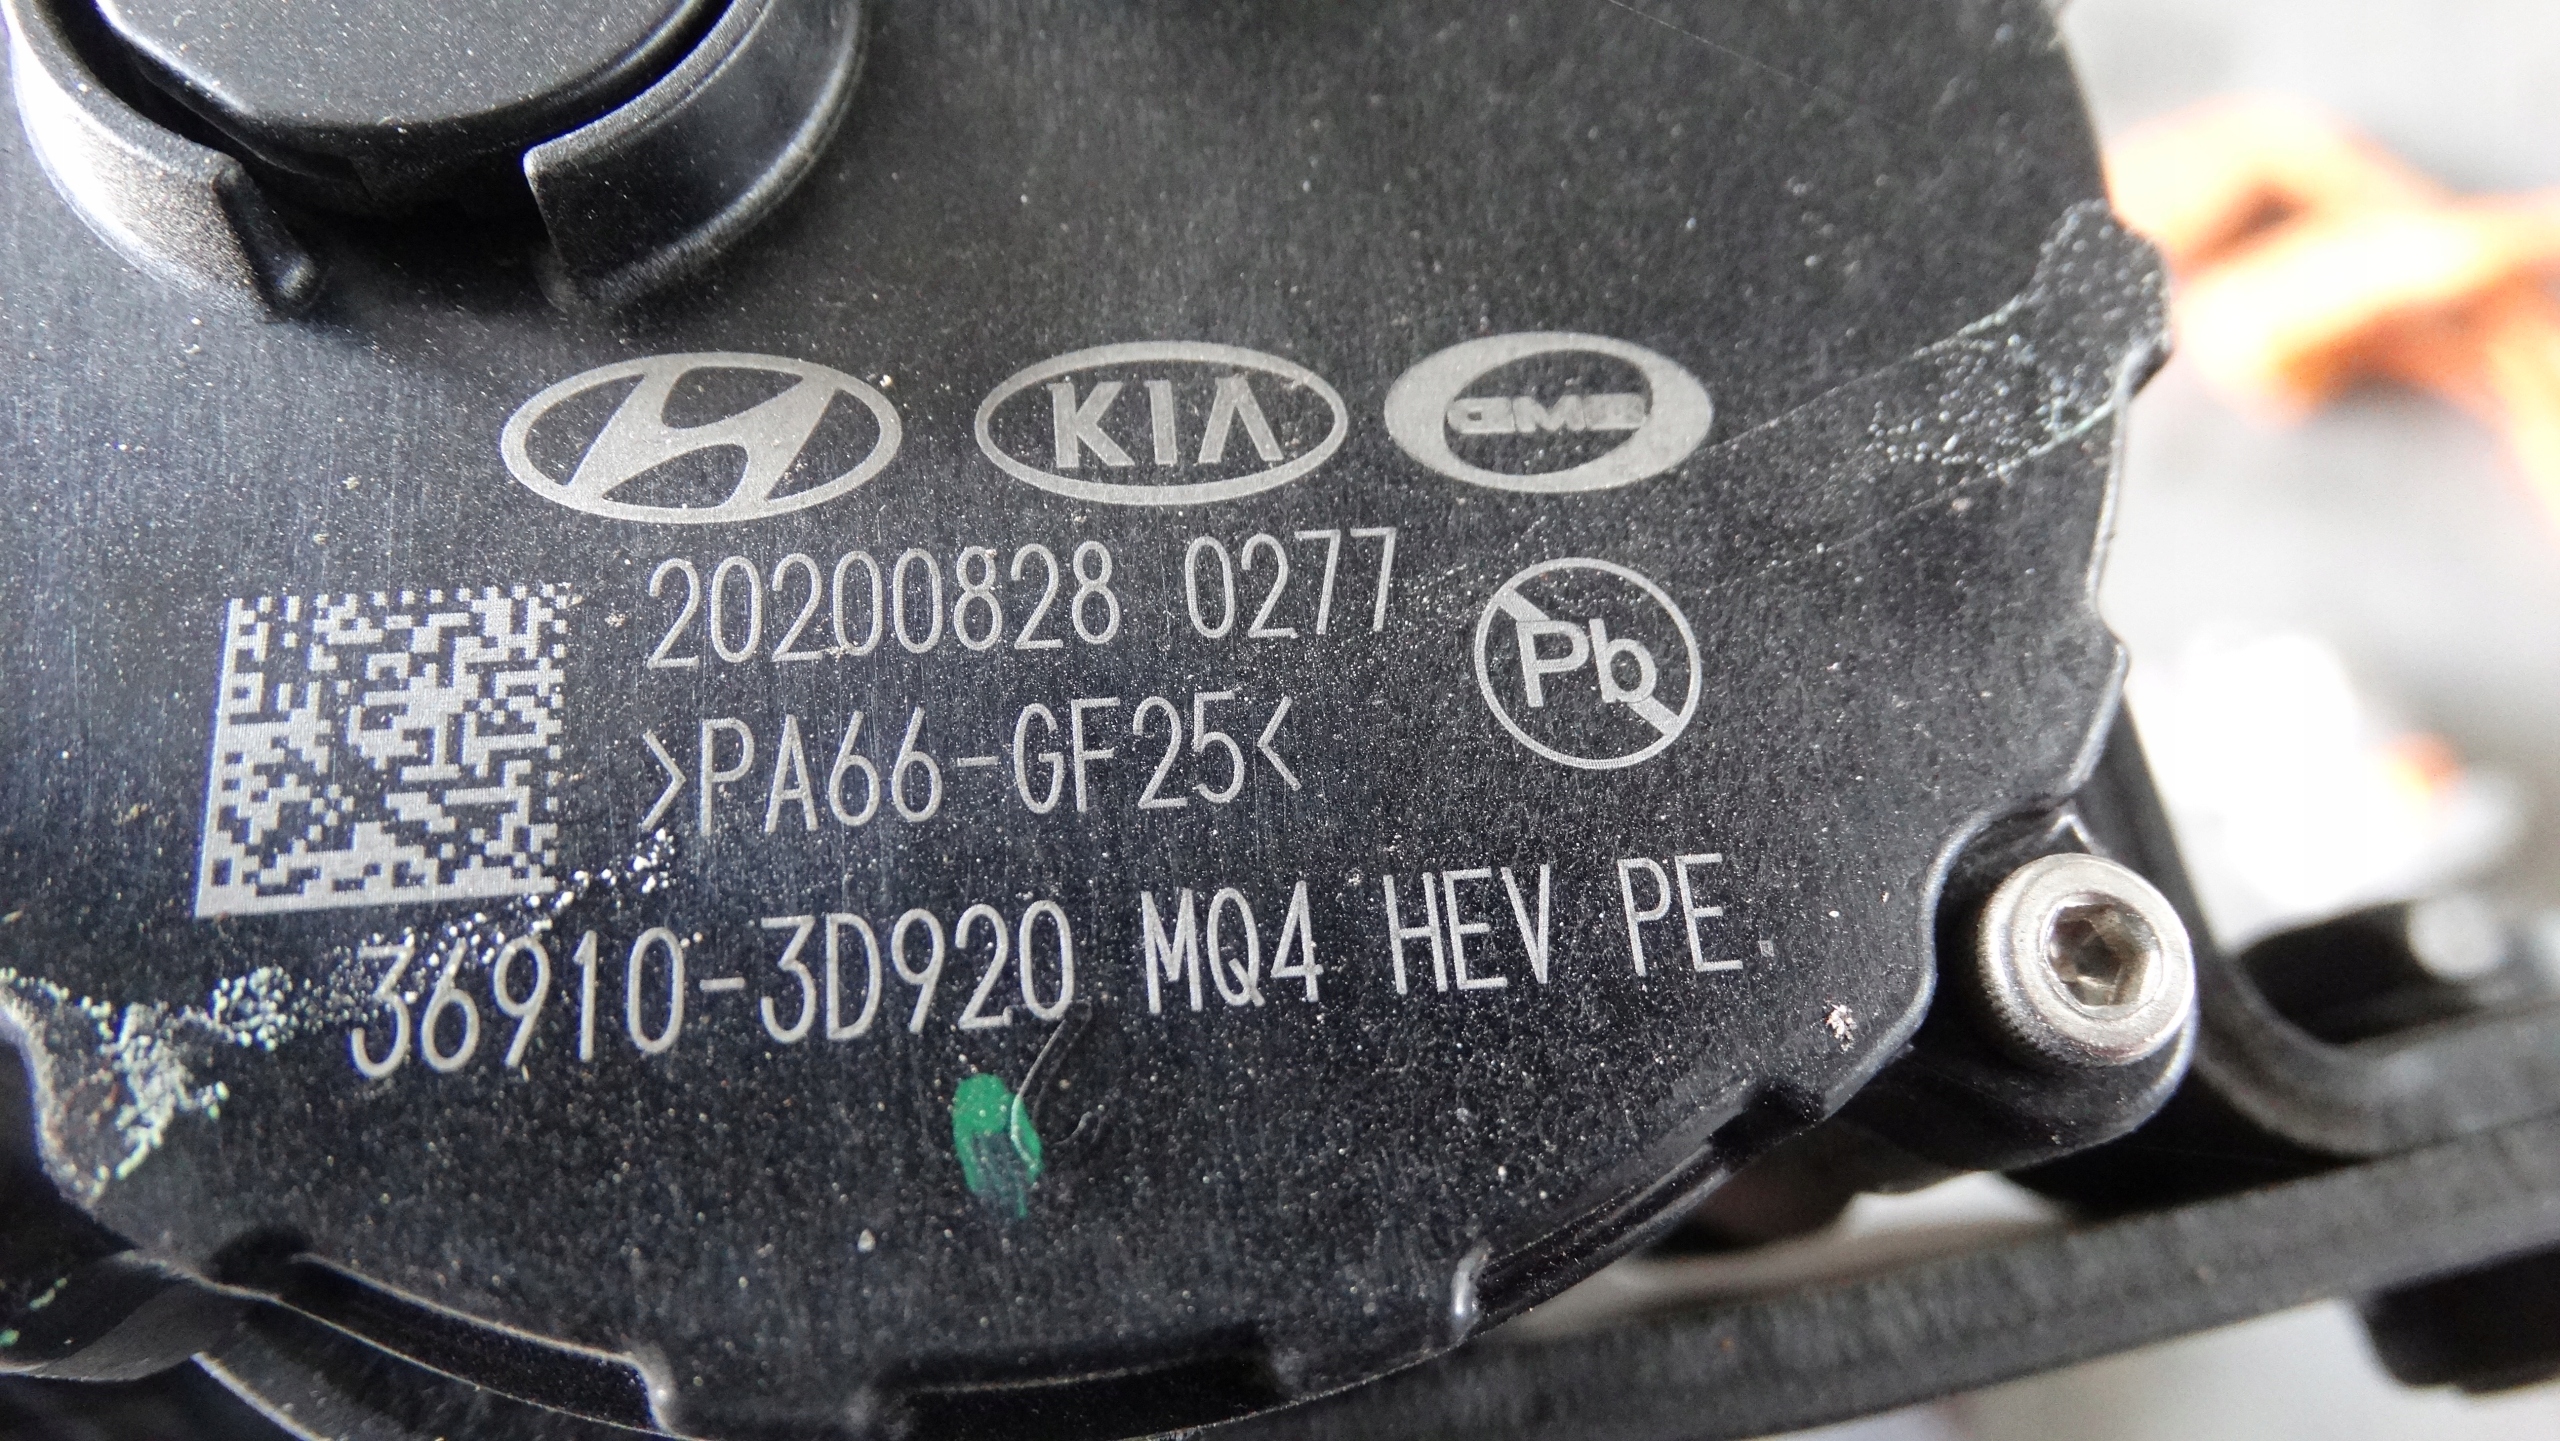 KIA
20200828 0277
>PA66-GF25<
Pb
36910-3D920 MQ4 HEV PE.